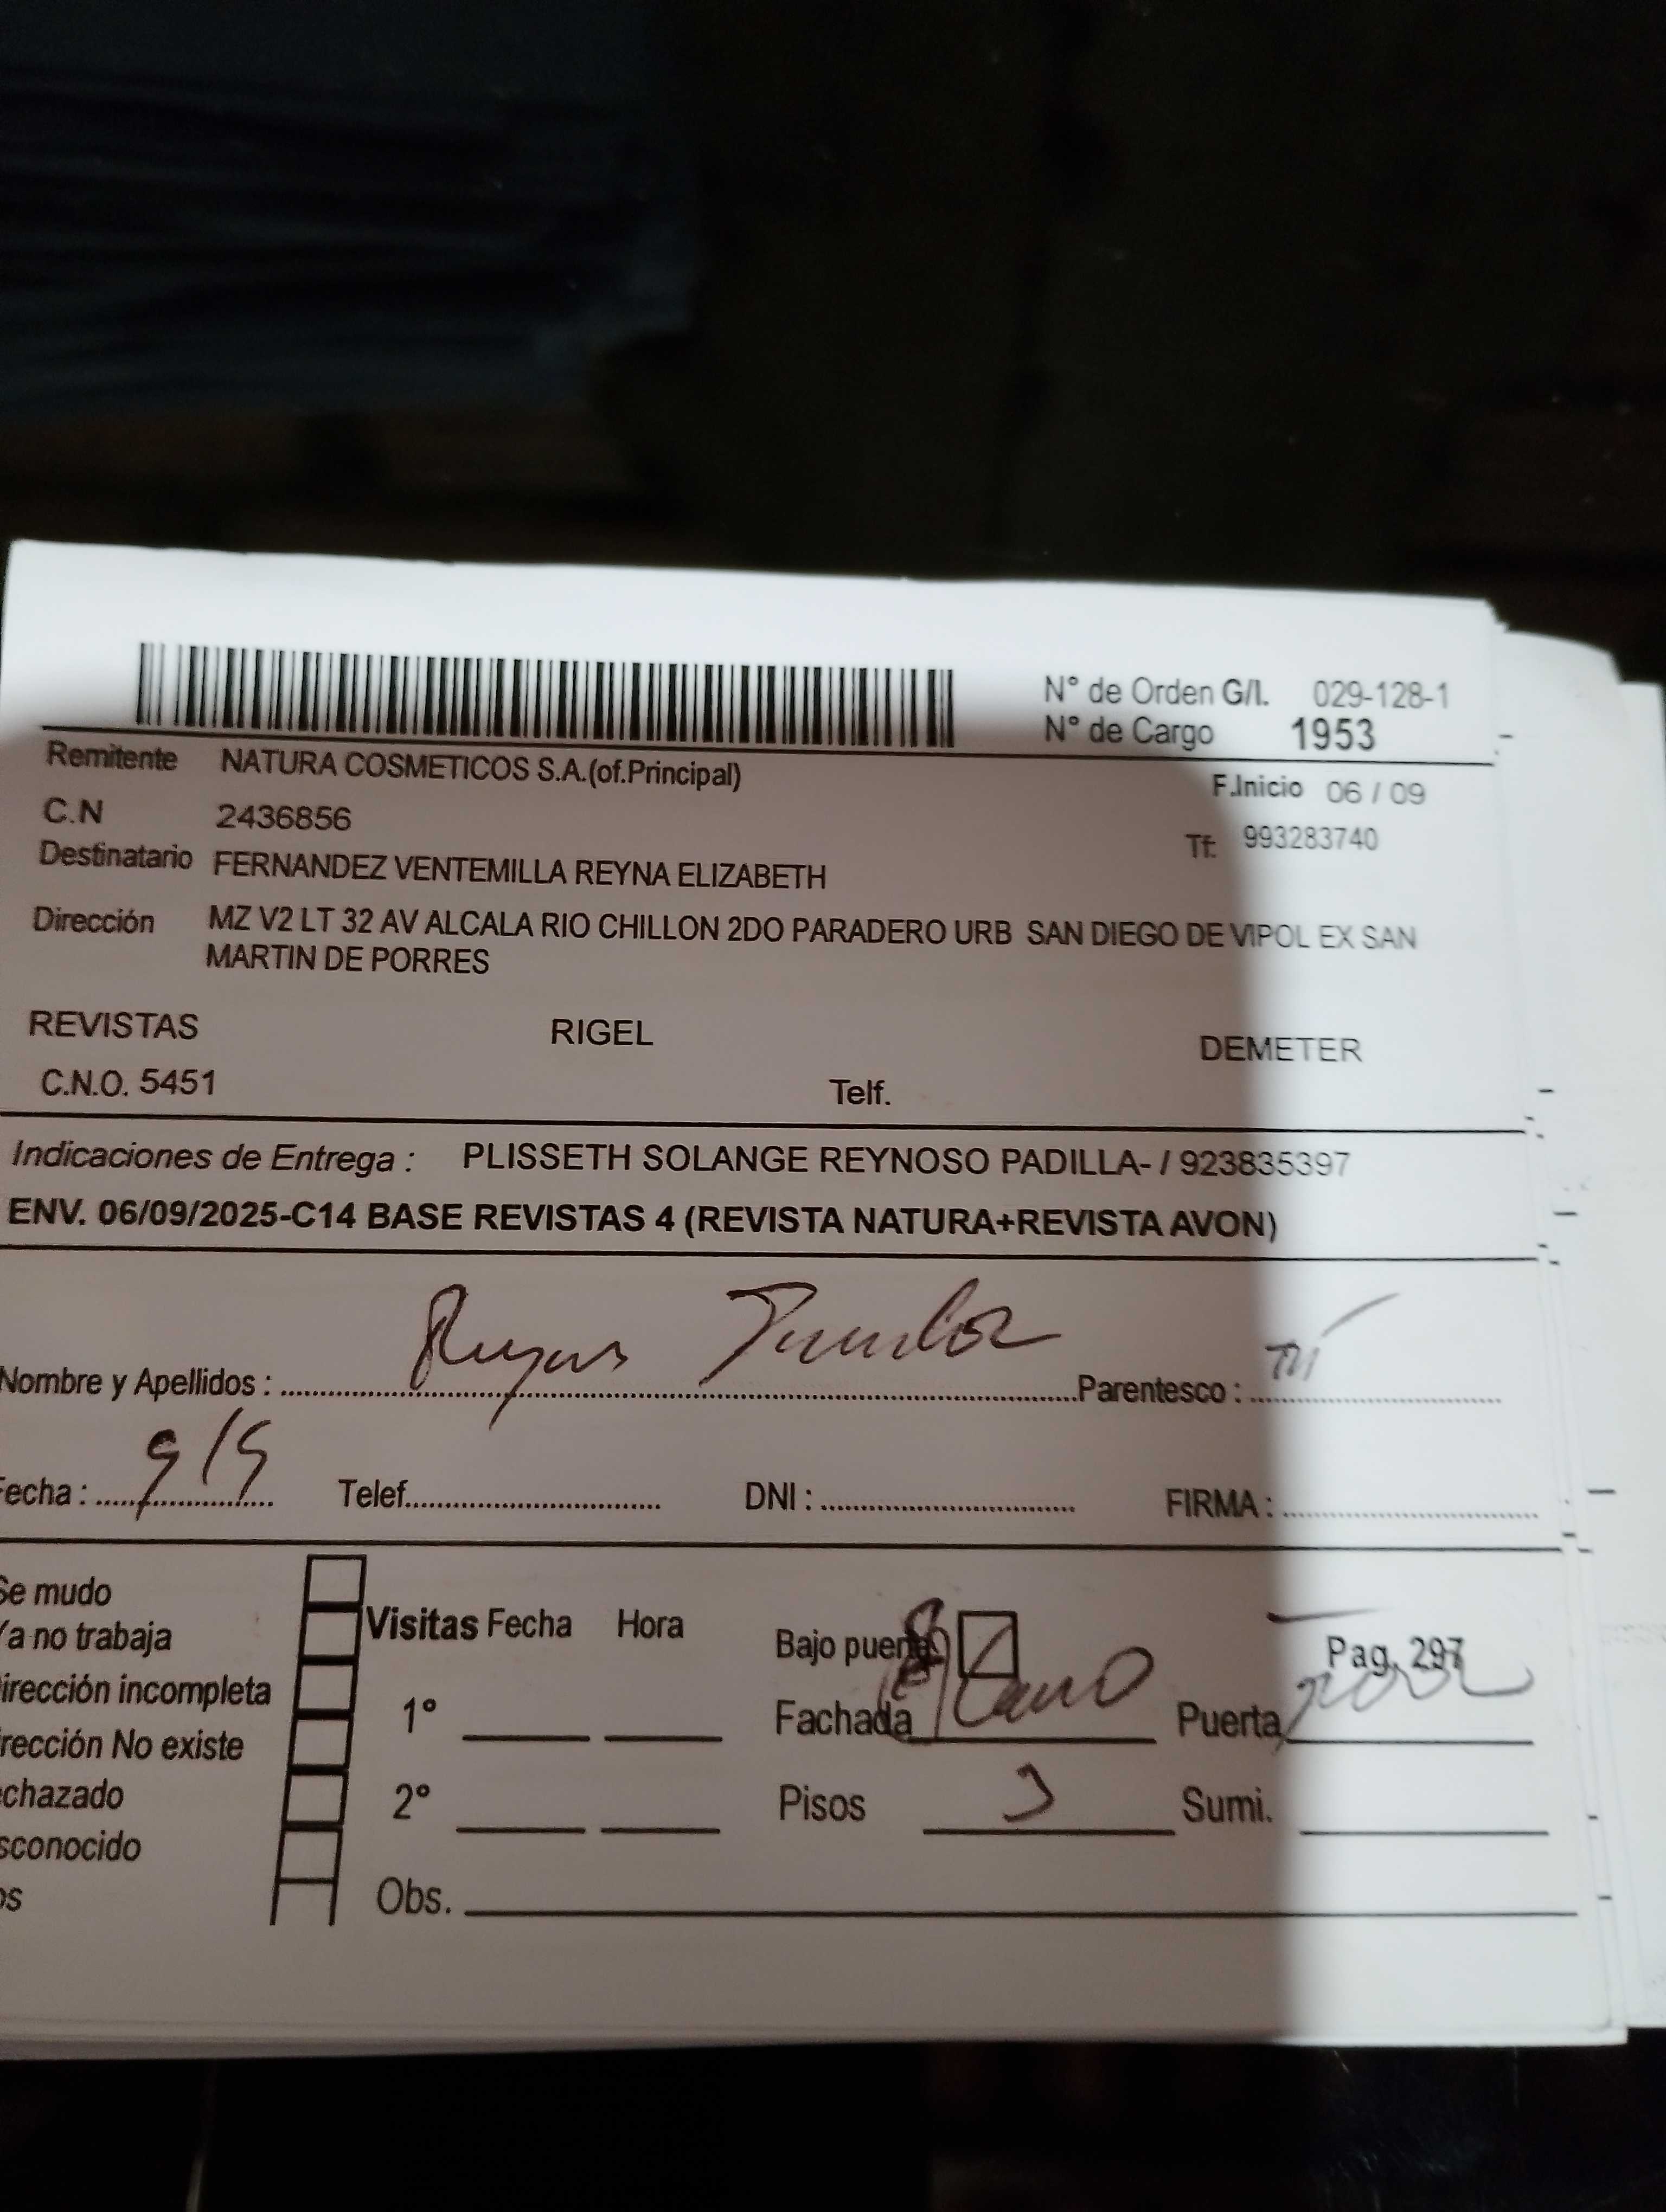 N° de Orden G/I. 029-128-1
N° de Cargo 1953
Remitente NATURA COSMETICOS S.A.(of.Principal)
F.Inicio 06 / 09
C.N 2436856
Tf: 993283740
Destinatario FERNANDEZ VENTEMILLA REYNA ELIZABETH
Dirección MZ V2 LT 32 AV ALCALA RIO CHILLON 2DO PARADERO URB SAN DIEGO DE VIPOL EX SAN
MARTIN DE PORRES
REVISTAS RIGEL DEMETER
C.N.O. 5451 Telf.
Indicaciones de Entrega : PLISSETH SOLANGE REYNOSO PADILLA- / 923835397
ENV. 06/09/2025-C14 BASE REVISTAS 4 (REVISTA NATURA+REVISTA AVON)
Nombre y Apellidos : Parentesco :
echa : 9/9 Telef. DNI : FIRMA :
Se mudo
Ya no trabaja
irección incompleta
rección No existe
chazado
sconocido
os
Visitas Fecha Hora
1°
2°
Obs.
Bajo puerta
Pag. 297
Fachada Puerta
Pisos 3 Sumi.